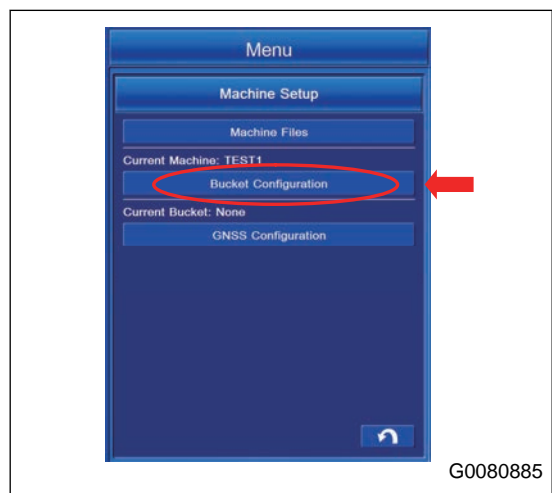 Menu
Machine Setup
Machine Files
Current Machine: TEST1
Bucket Configuration
Current Bucket: None
GNSS Configuration
G0080885